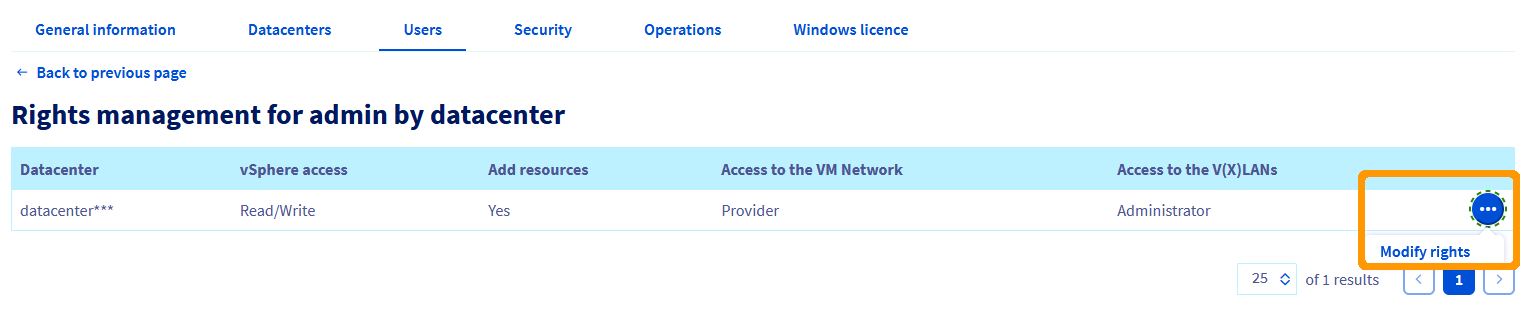 General information Datacenters Users Security Operations Windows licence
← Back to previous page
Rights management for admin by datacenter
Datacenter vSphere access Add resources Access to the VM Network Access to the V(X)LANs
datacenter*** Read/Write Yes Provider Administrator
Modify rights
25 of 1 results 1